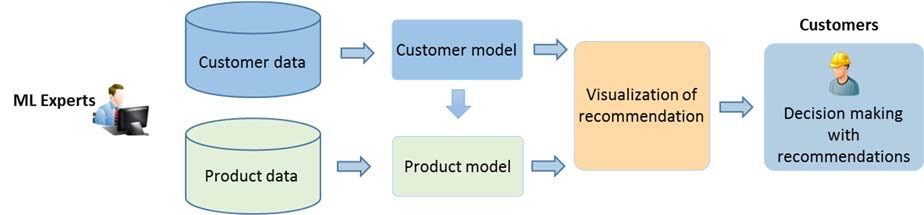 Customers
Customer data
Customer model
ML Experts
Visualization of
recommendation
Decision making
with
recommendations
Product data
Product model